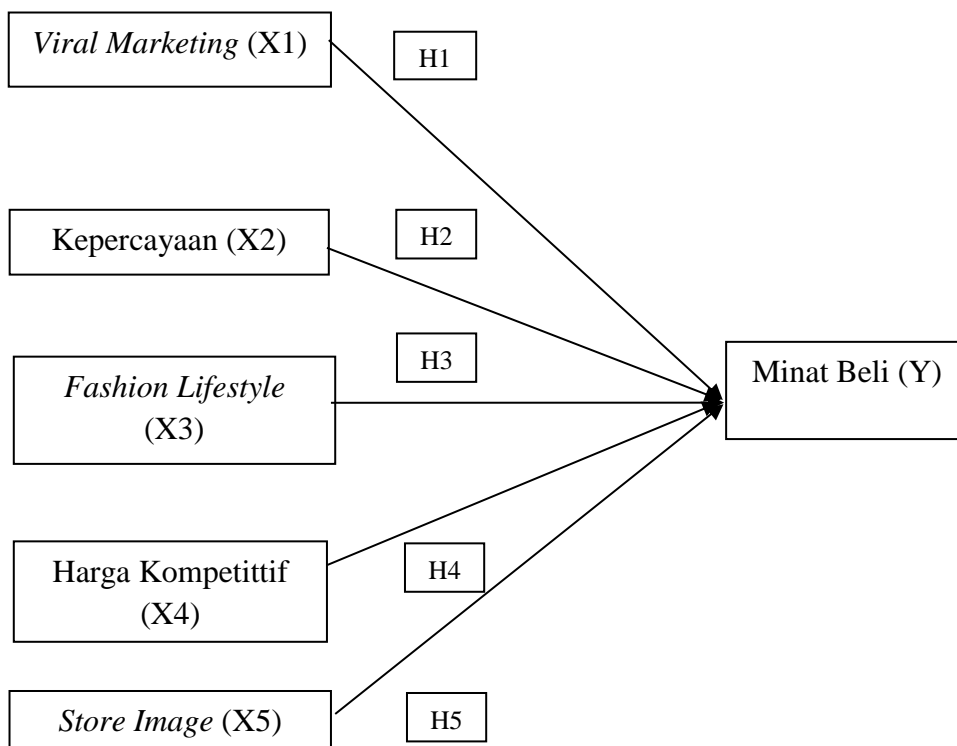 Viral Marketing (X1)
H1
Kepercayaan (X2)
H2
H3
Fashion Lifestyle
(X3)
Minat Beli (Y)
Harga Kompetittif
(X4)
H4
Store Image (X5)
H5